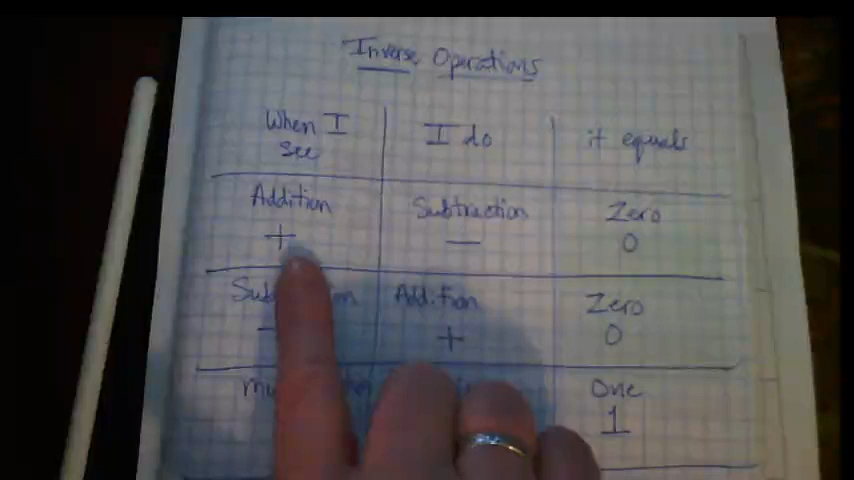 Inverse Operations
When I see
I do
it equals
Addition
+
Subtraction
—
Zero
0
Addition
+
Zero
0
One
1